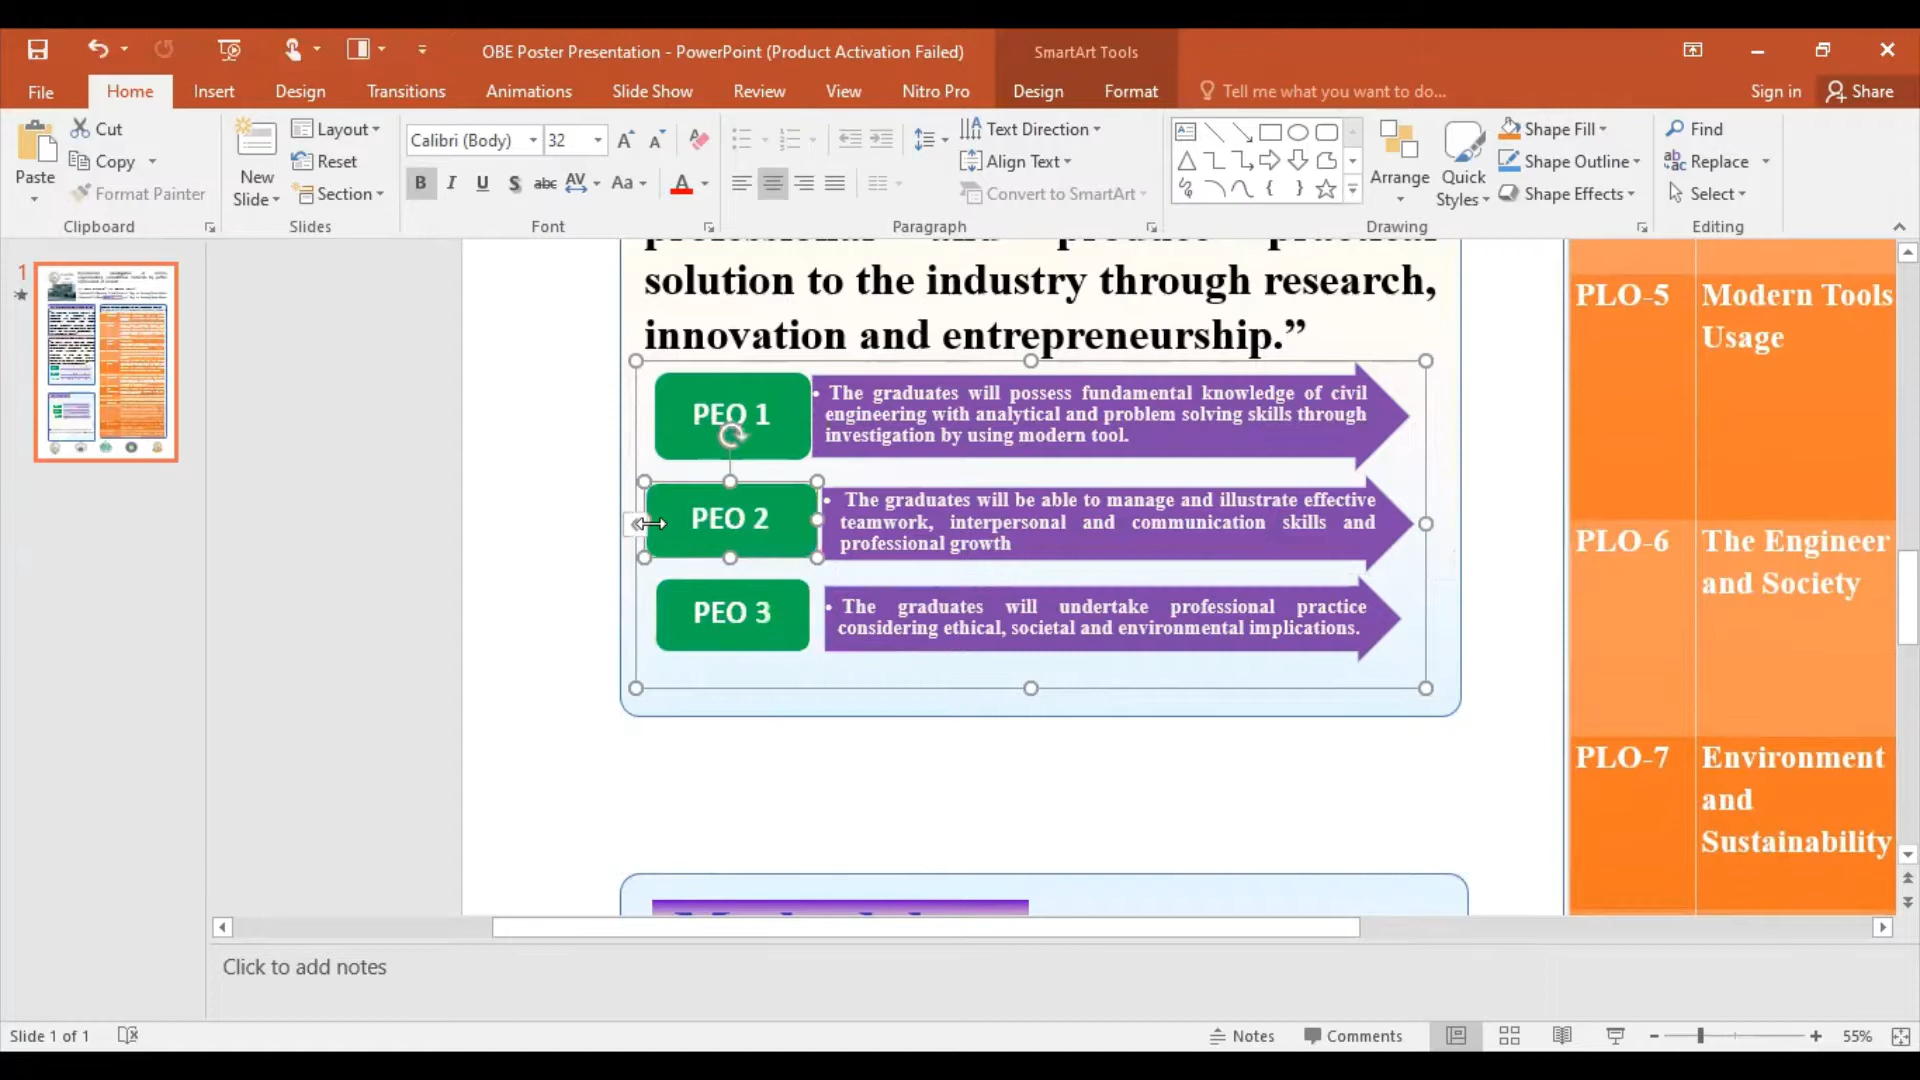 OBE Poster Presentation - PowerPoint (Product Activation Failed)
SmartArt Tools
File
Home
Insert
Design
Transitions
Animations
Slide Show
Review
View
Nitro Pro
Design
Format
Tell me what you want to do...
Sign in
Share
Paste
Cut
Copy
Format Painter
Clipboard
New
Slide
Layout
Reset
Section
Slides
Calibri (Body)
32
B I U S abc AV Aa A
Font
Text Direction
Align Text
Convert to SmartArt
Paragraph
Arrange
Quick
Styles
Shape Fill
Shape Outline
Shape Effects
Drawing
Find
Replace
Select
Editing
1
professional and produce practical
solution to the industry through research,
innovation and entrepreneurship.”
PEO 1
• The graduates will possess fundamental knowledge of civil
engineering with analytical and problem solving skills through
investigation by using modern tool.
PEO 2
• The graduates will be able to manage and illustrate effective
teamwork, interpersonal and communication skills and
professional growth
PEO 3
• The graduates will undertake professional practice
considering ethical, societal and environmental implications.
PLO-5
Modern Tools
Usage
PLO-6
The Engineer
and Society
PLO-7
Environment
and
Sustainability
Click to add notes
Slide 1 of 1
Notes
Comments
55%